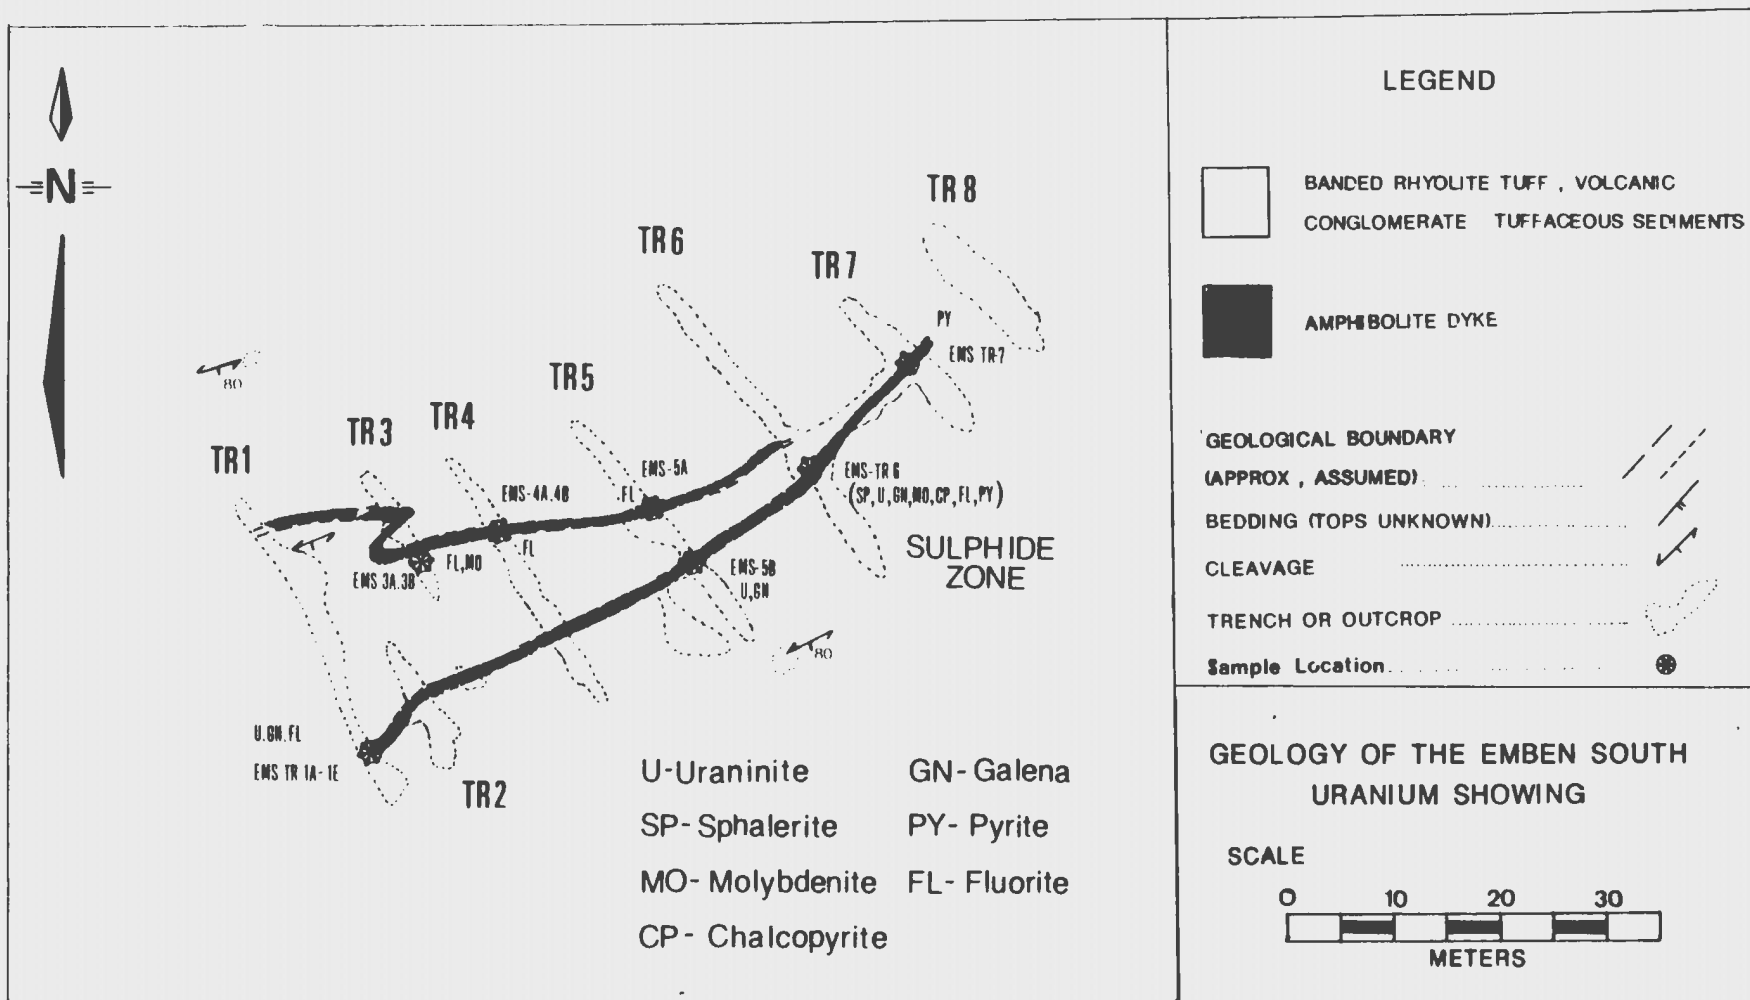 N
TR 8
TR 6
TR 7
PY
EMS TR-7
TR 5
80
TR 4
TR 3
TR 1
EMS-5A
FL
EMS-4A.4B
FL
EMS-TR 6
(SP,U,GN,MO,CP,FL,PY)
SULPHIDE
ZONE
FL,MO
EMS 3A.3B
EMS-5B
U,GN
80
U.GN.FL
EMS TR 1A-1E
TR 2
U-Uraninite
GN-Galena
SP-Sphalerite
PY-Pyrite
MO-Molybdenite
FL-Fluorite
CP-Chalcopyrite
LEGEND
BANDED RHYOLITE TUFF , VOLCANIC
CONGLOMERATE TUFFACEOUS SEDIMENTS
AMPHIBOLITE DYKE
GEOLOGICAL BOUNDARY
(APPROX , ASSUMED)
BEDDING (TOPS UNKNOWN)
CLEAVAGE
TRENCH OR OUTCROP
Sample Location
GEOLOGY OF THE EMBEN SOUTH
URANIUM SHOWING
SCALE
0 10 20 30
METERS